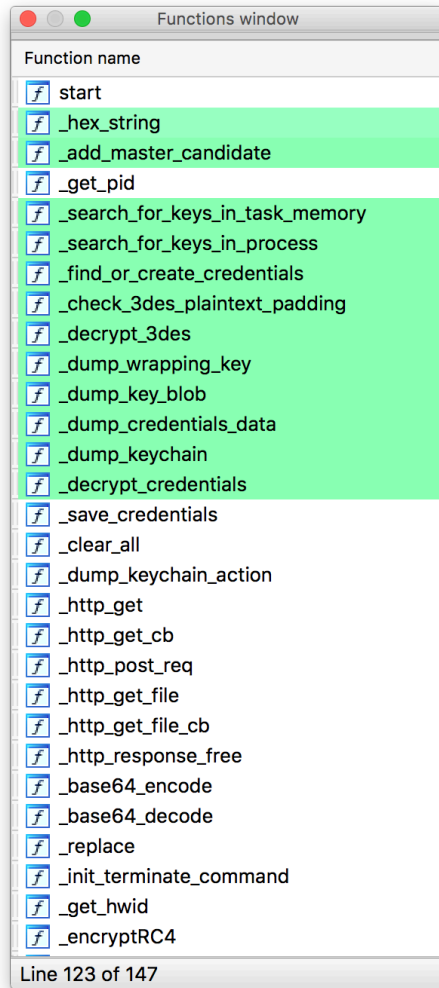 Functions window
Function name
start
_hex_string
_add_master_candidate
_get_pid
_search_for_keys_in_task_memory
_search_for_keys_in_process
_find_or_create_credentials
_check_3des_plaintext_padding
_decrypt_3des
_dump_wrapping_key
_dump_key_blob
_dump_credentials_data
_dump_keychain
_decrypt_credentials
_save_credentials
_clear_all
_dump_keychain_action
_http_get
_http_get_cb
_http_post_req
_http_get_file
_http_get_file_cb
_http_response_free
_base64_encode
_base64_decode
_replace
_init_terminate_command
_get_hwid
_encryptRC4
Line 123 of 147